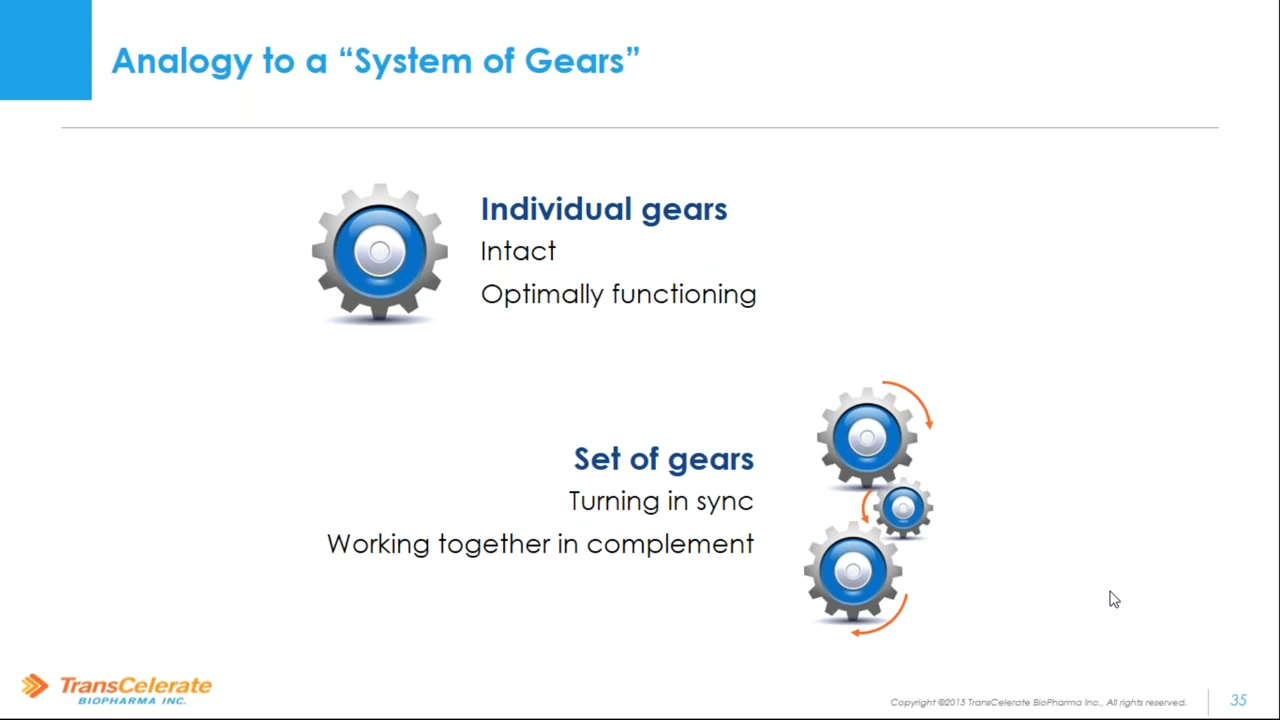 Analogy to a “System of Gears”
Individual gears
Intact
Optimally functioning
Set of gears
Turning in sync
Working together in complement
TransCelerate
BIOPHARMA INC.
Copyright ©2015 TransCelerate BioPharma Inc., All rights reserved.
35